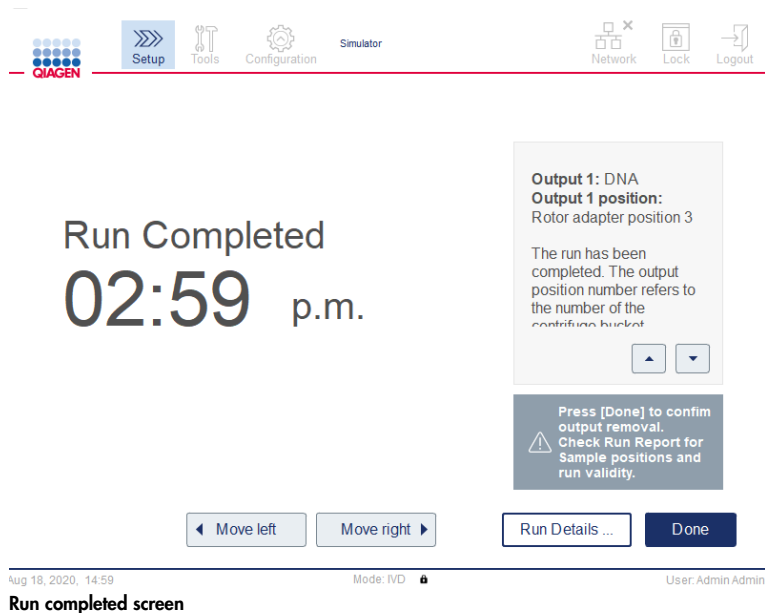 QIAGEN
Setup
Tools
Configuration
Simulator
Network
Lock
Logout
Run Completed
02:59 p.m.
Output 1: DNA
Output 1 position:
Rotor adapter position 3
The run has been
completed. The output
position number refers to
the number of the
centrifuge bucket
Press [Done] to confim
output removal.
Check Run Report for
Sample positions and
run validity.
Move left
Move right
Run Details ...
Done
Aug 18, 2020, 14:59
Mode: IVD
User: Admin Admin
Run completed screen